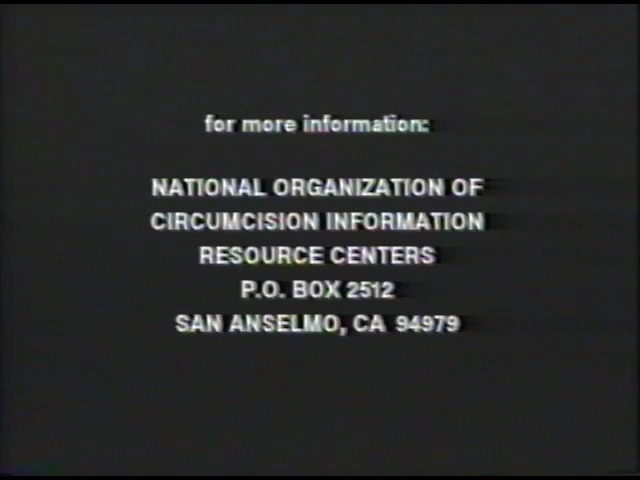 for more information:
NATIONAL ORGANIZATION OF
CIRCUMCISION INFORMATION
RESOURCE CENTERS
P.O. BOX 2512
SAN ANSELMO, CA 94979